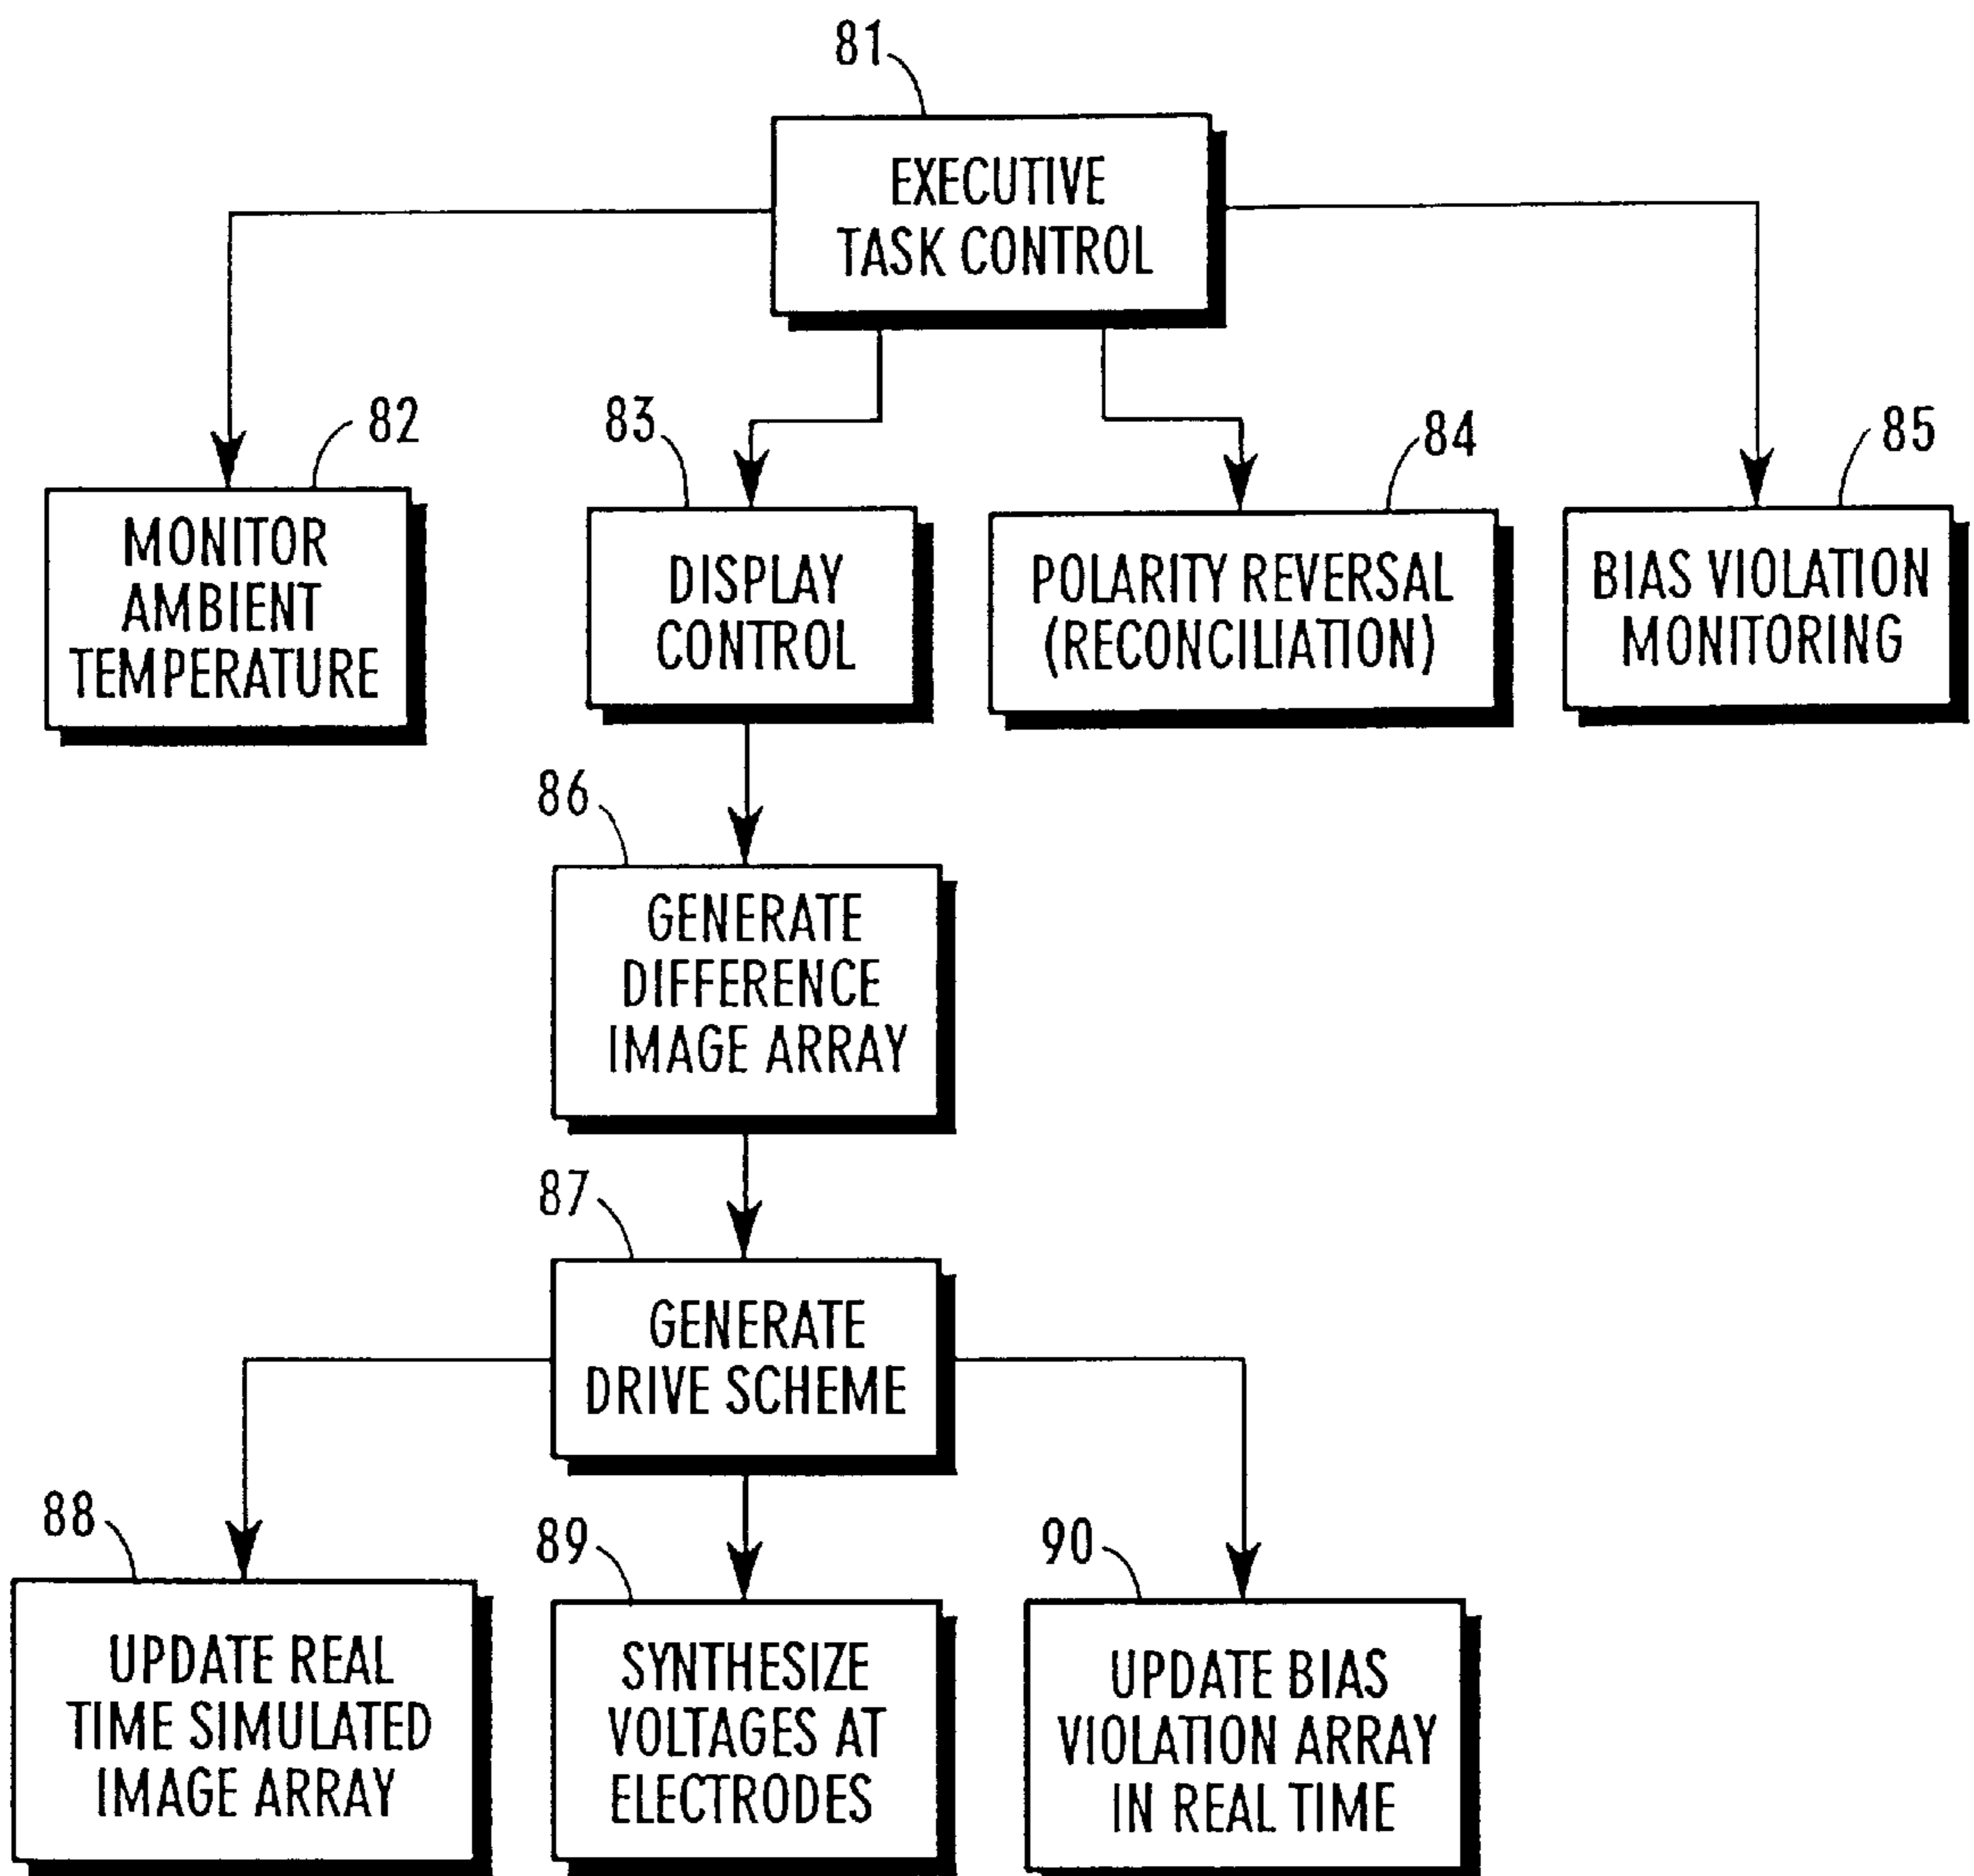 81
EXECUTIVE
TASK CONTROL
82
MONITOR
AMBIENT
TEMPERATURE
83
DISPLAY
CONTROL
84
POLARITY REVERSAL
(RECONCILIATION)
85
BIAS VIOLATION
MONITORING
86
GENERATE
DIFFERENCE
IMAGE ARRAY
87
GENERATE
DRIVE SCHEME
88
UPDATE REAL
TIME SIMULATED
IMAGE ARRAY
89
SYNTHESIZE
VOLTAGES AT
ELECTRODES
90
UPDATE BIAS
VIOLATION ARRAY
IN REAL TIME